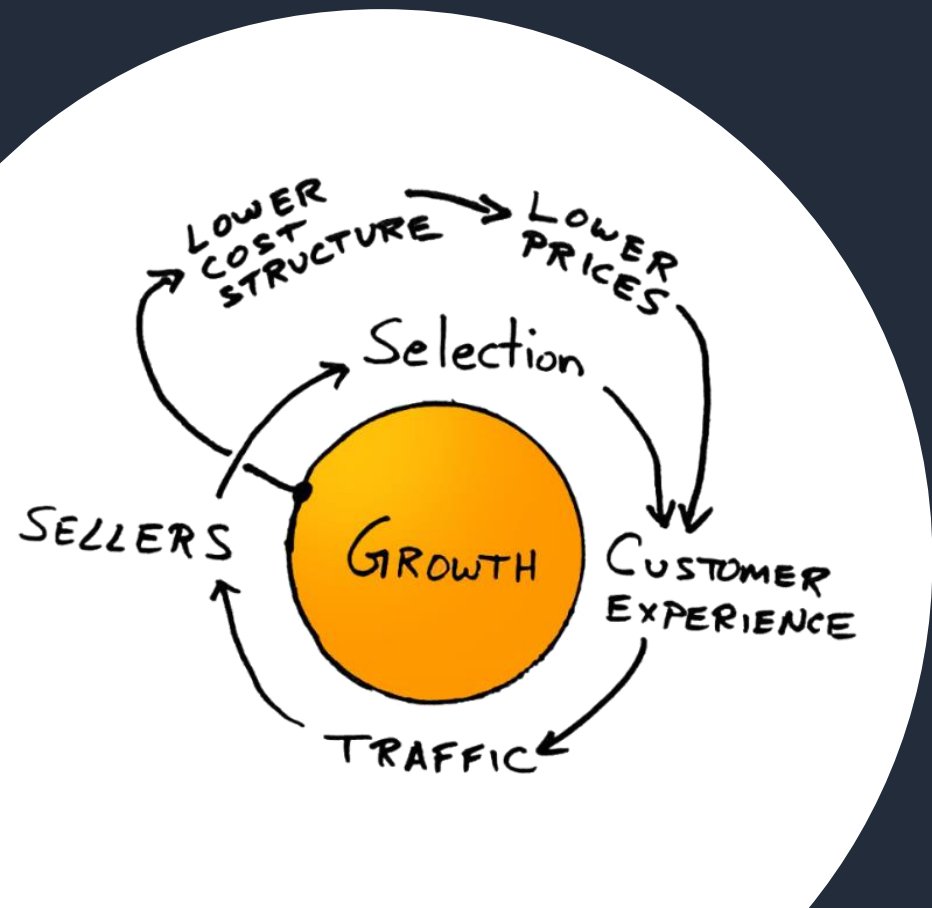 LOWER
COST
STRUCTURE
LOWER
PRICES
Selection
SELLERS
GROWTH
CUSTOMER
EXPERIENCE
TRAFFIC